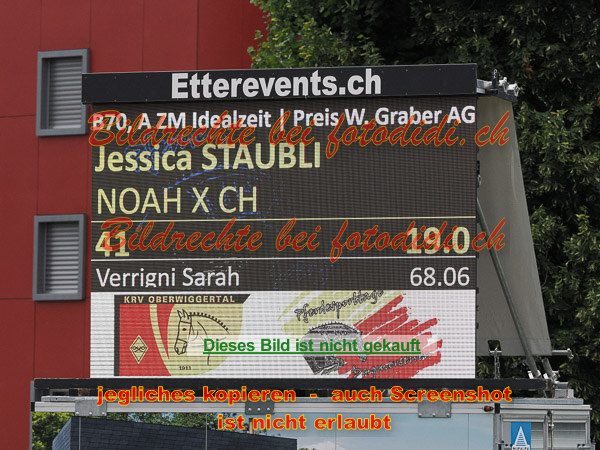 Etterevents.ch
B70, A ZM Idealzeit | Preis W. Graber AG
Bildrechte bei fotodidi.ch
Jessica STAUBLI
NOAH X CH
Bildrechte bei fotodidi.ch
41 19.0
Verrigni Sarah 68.06
KRV OBERWIGGERTAL
Pferdesporttage
Dieses Bild ist nicht gekauft
jegliches kopieren - auch Screenshot
ist nicht erlaubt